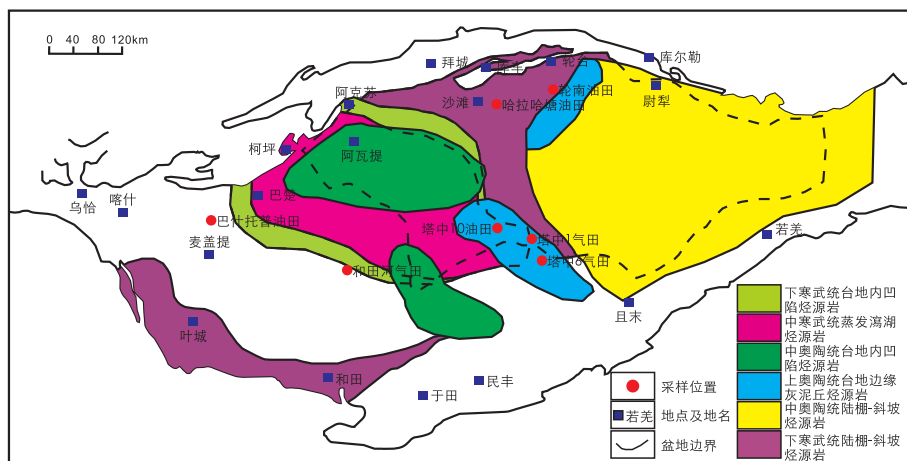 0 40 80 120km
库尔勒
拜城
库车
轮台
阿克苏
轮南油田
尉犁
沙滩
哈拉哈塘油田
柯坪
阿瓦提
乌恰
喀什
巴楚
巴什托普油田
塔中10油田
塔中1气田
若羌
麦盖提
塔中6气田
和田河气田
且末
叶城
和田
民丰
于田
下寒武统台地内凹
陷烃源岩
中寒武统蒸发瀉湖
烃源岩
中奥陶统台地内凹
陷烃源岩
采样位置
上奥陶统台地边缘
灰泥丘烃源岩
若羌 地点及地名
中奥陶统陆棚-斜坡
烃源岩
盆地边界
下寒武统陆棚-斜坡
烃源岩